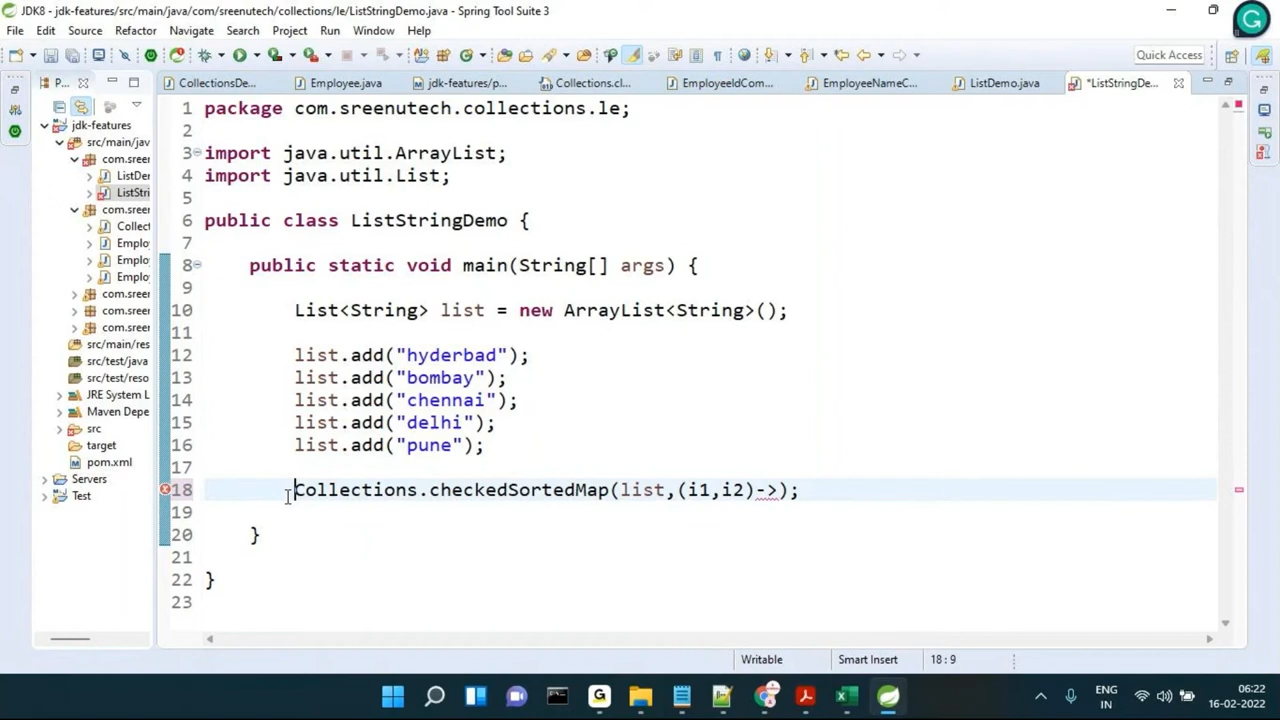 JDK8 - jdk-features/src/main/java/com/sreenutech/collections/le/ListStringDemo.java - Spring Tool Suite 3
File Edit Source Refactor Navigate Search Project Run Window Help
Quick Access
P...
CollectionsDe...
Employee.java
jdk-features/p...
Collections.cl...
EmployeeIdCom...
EmployeeNameC...
ListDemo.java
*ListStringDe...
jdk-features
src/main/jav
com.sreer
ListDer
ListStri
com.sreer
Collect
Emplo
Emplo
Emplo
com.sreer
com.sreer
com.sreer
src/main/res
src/test/java
src/test/reso
JRE System L
Maven Depe
src
target
pom.xml
Servers
Test
1 package com.sreenutech.collections.le;
2
3 import java.util.ArrayList;
4 import java.util.List;
5
6 public class ListStringDemo {
7
8 public static void main(String[] args) {
9
10 List<String> list = new ArrayList<String>();
11
12 list.add("hyderbad");
13 list.add("bombay");
14 list.add("chennai");
15 list.add("delhi");
16 list.add("pune");
17
18 Collections.checkedSortedMap(list,(i1,i2)->);
19
20 }
21
22 }
23
Writable Smart Insert 18 : 9
ENG
IN
06:22
16-02-2022